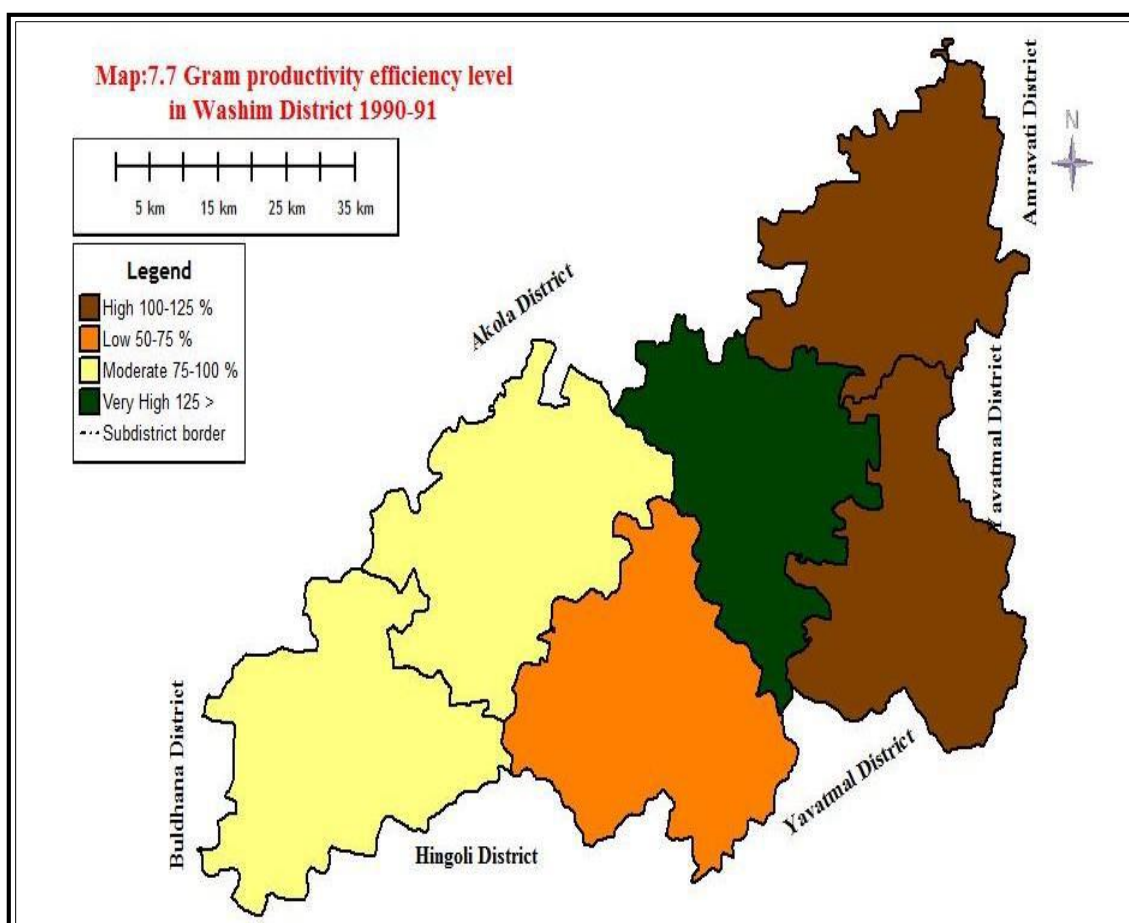 Map:7.7 Gram productivity efficiency level
in Washim District 1990-91
5 km 15 km 25 km 35 km
Legend
High 100-125 %
Low 50-75 %
Moderate 75-100 %
Very High 125 >
Subdistrict border
N
Amravati District
Akola District
Yavatmal District
Buldhana District
Hingoli District
Yavatmal District